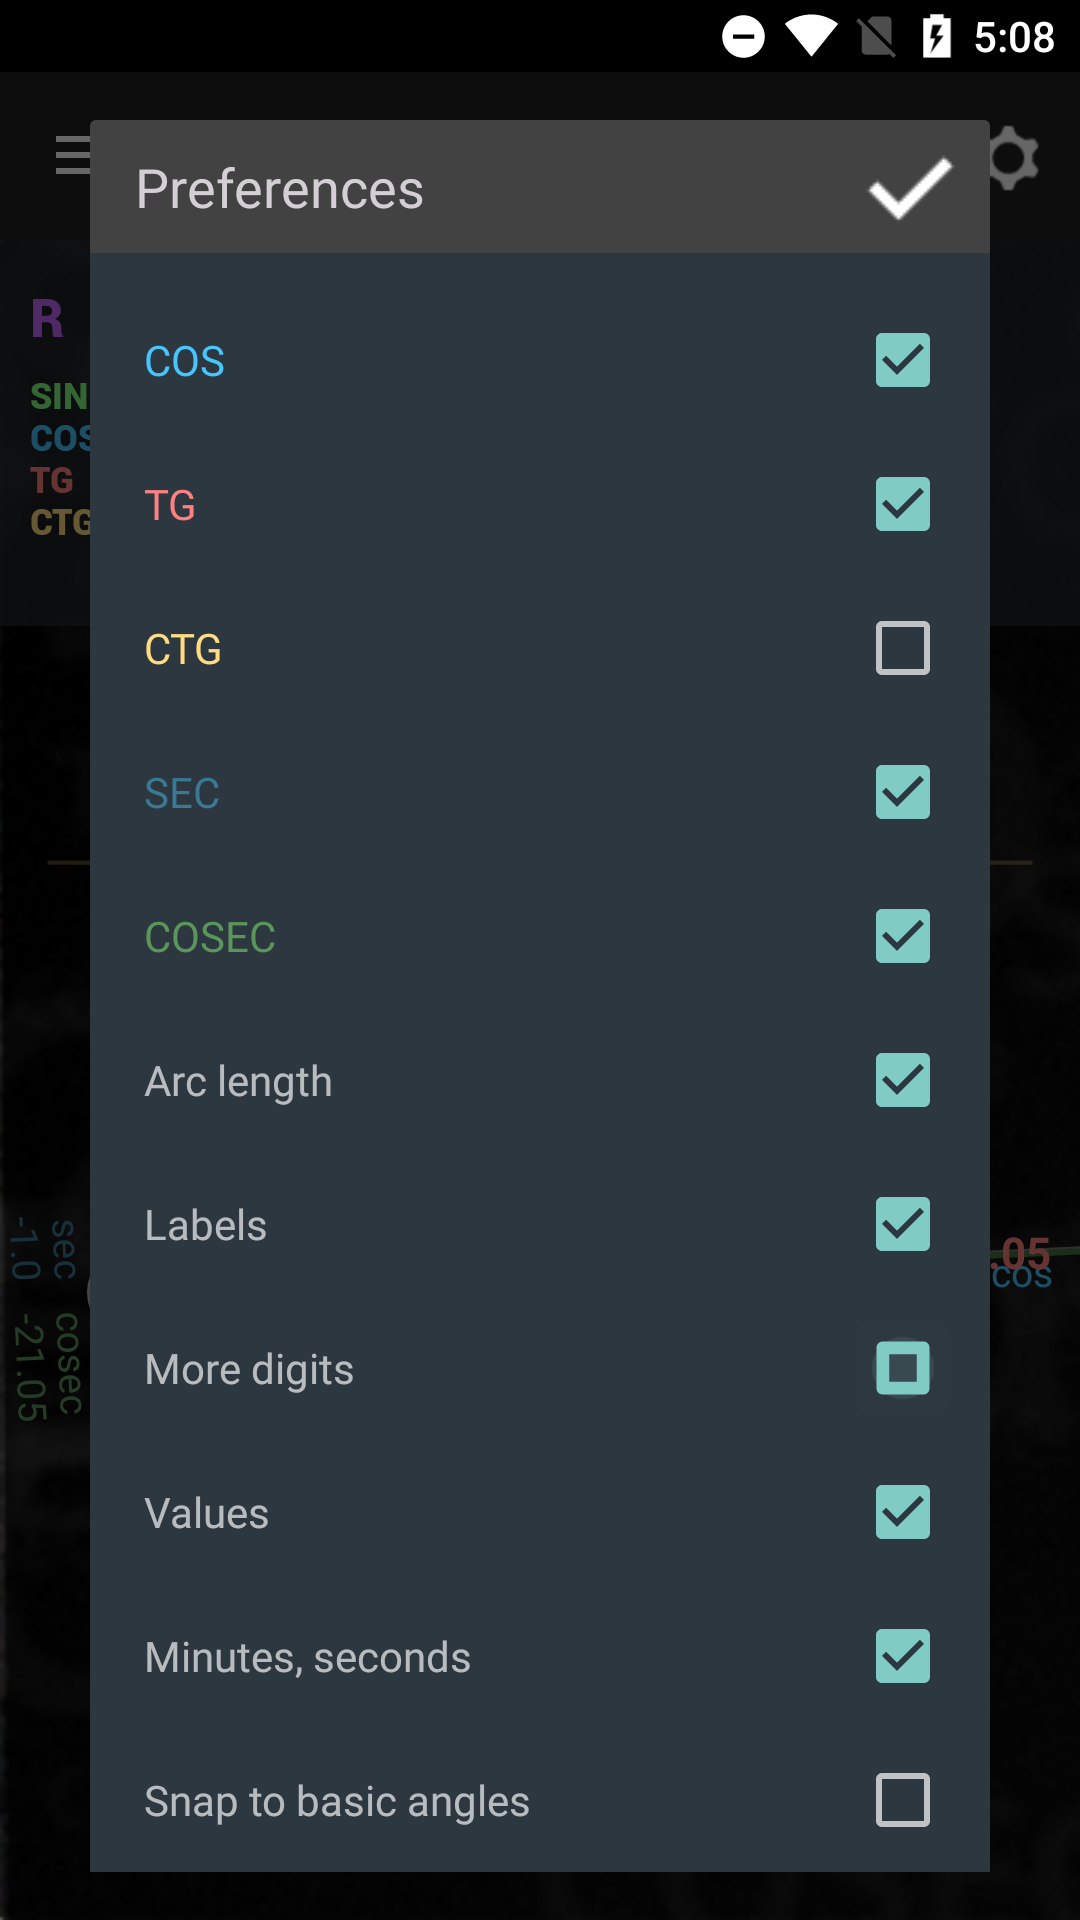 5:08
Preferences
R
SIN
COS
TG
CTG
COS
TG
CTG
SEC
COSEC
Arc length
Labels
More digits
Values
Minutes, seconds
Snap to basic angles
sec
-1.0
cosec
-21.05
.05
cos